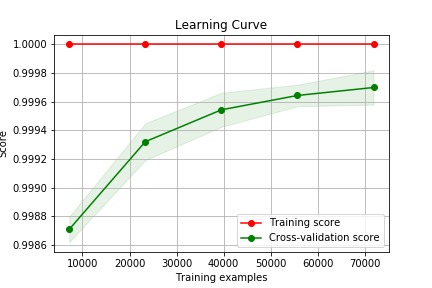 Learning Curve
1.0000
0.9998
0.9996
0.9994
0.9992
0.9990
0.9988
0.9986
Score
10000 20000 30000 40000 50000 60000 70000
Training examples
Training score
Cross-validation score